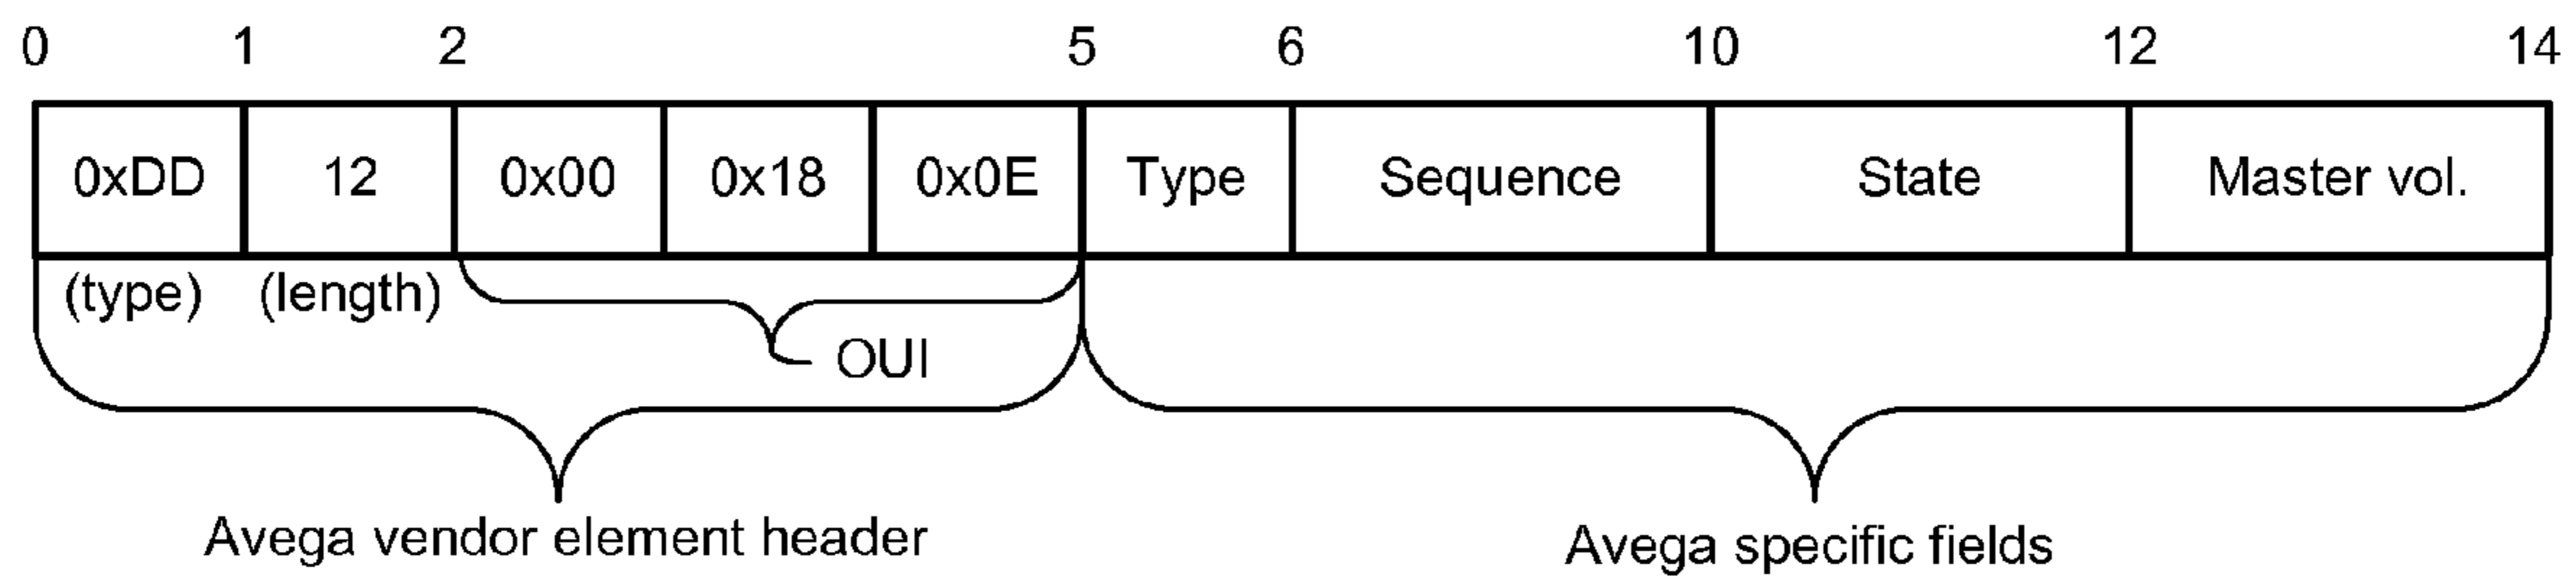 0 1 2 5 6 10 12 14
0xDD 12 0x00 0x18 0x0E Type Sequence State Master vol.
(type) (length)
OUI
Avega vendor element header Avega specific fields